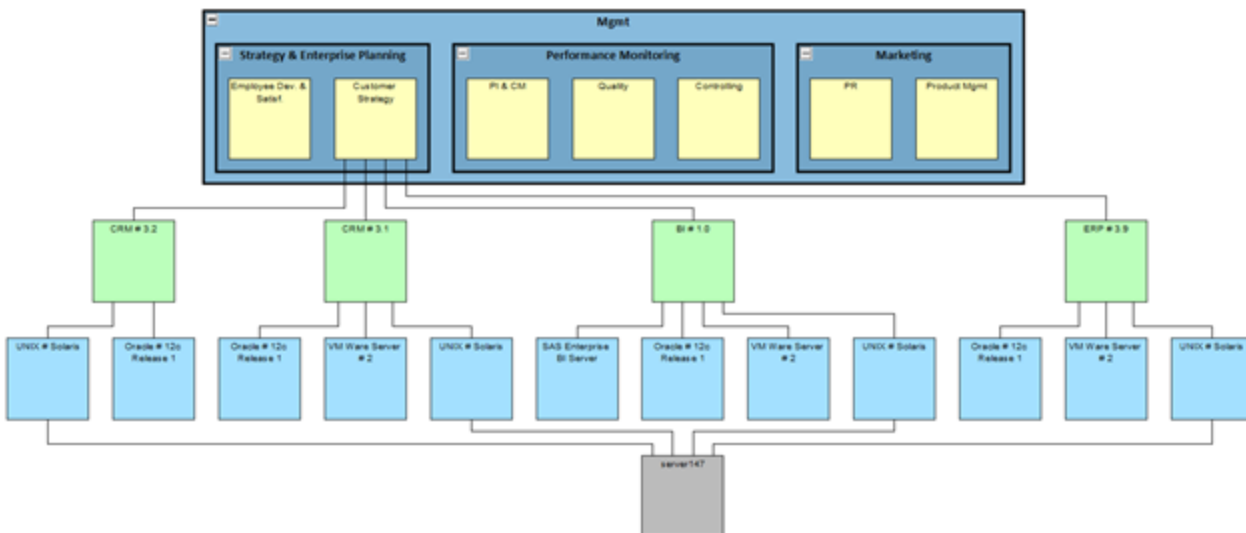 Mgmt
Strategy & Enterprise Planning
Performance Monitoring
Marketing
Employee Dev. &
Satisf.
Customer
Strategy
PI & CM
Quality
Controlling
PR
Product Mgmt
CRM # 3.2
CRM # 3.1
BI # 1.0
ERP # 3.9
UNIX # Solaris
Oracle # 12c
Release 1
Oracle # 12c
Release 1
VM Ware Server
# 2
UNIX # Solaris
SAS Enterprise
BI Server
Oracle # 12c
Release 1
VM Ware Server
# 2
UNIX # Solaris
Oracle # 12c
Release 1
VM Ware Server
# 2
UNIX # Solaris
server147